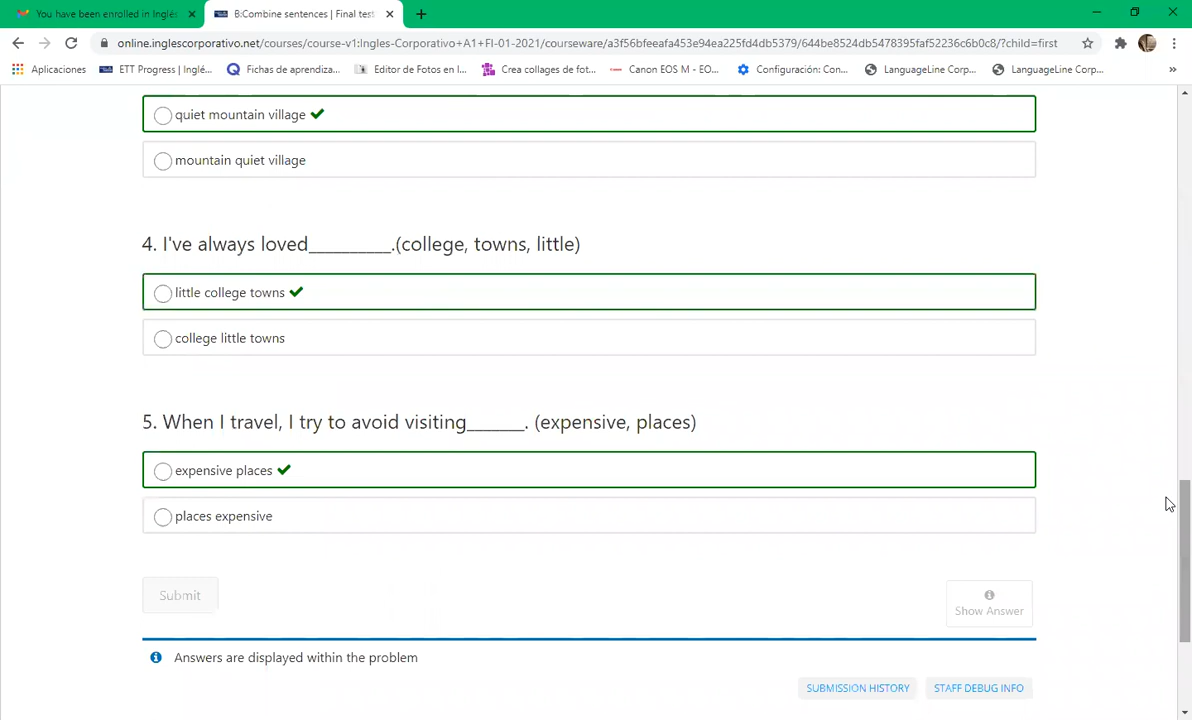 You have been enrolled in Inglés
B:Combine sentences | Final test
online.inglescorporativo.net/courses/course-v1:Ingles-Corporativo+A1+FI-01-2021/courseware/a3f56bfeefa453e94ea225fd4db5379/644be8524db5478395faf52236c6b0c8/?child=first
Aplicaciones
ETT Progress | Inglé...
Fichas de aprendiza...
Editor de Fotos en l...
Crea collages de fot...
Canon EOS M - EO...
Configuración: Con...
LanguageLine Corp...
LanguageLine Corp...
»
quiet mountain village
mountain quiet village
4. I've always loved__________.(college, towns, little)
little college towns
college little towns
5. When I travel, I try to avoid visiting_______. (expensive, places)
expensive places
places expensive
Submit
Show Answer
Answers are displayed within the problem
SUBMISSION HISTORY
STAFF DEBUG INFO